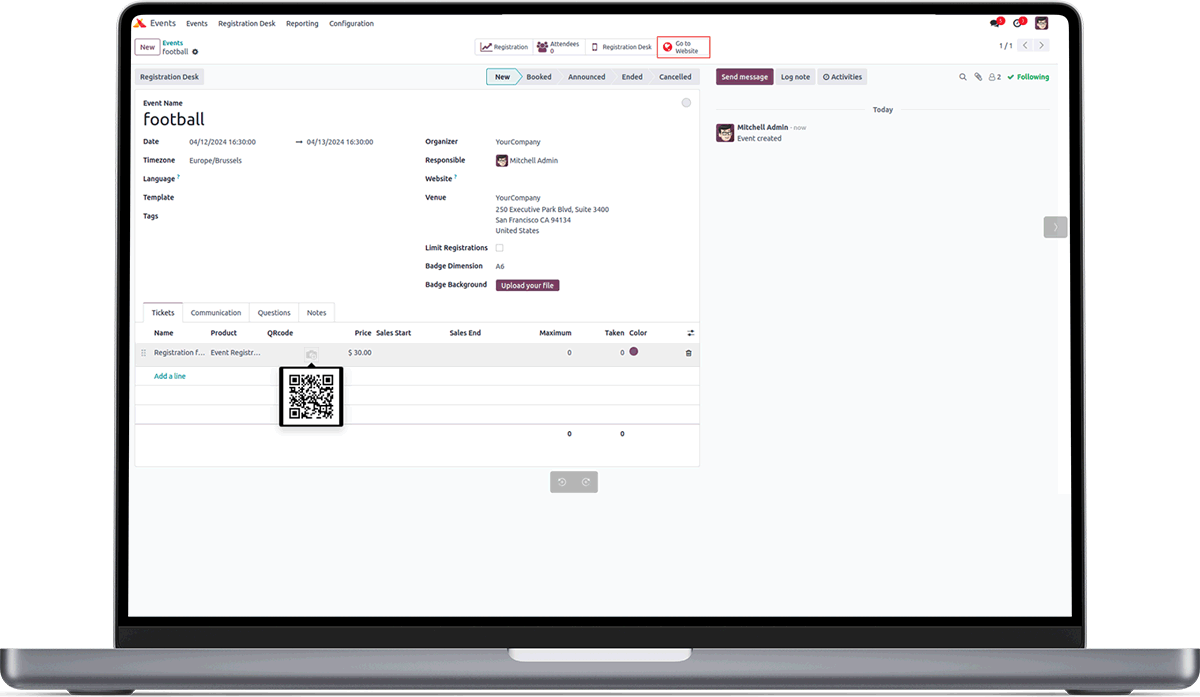 Events Events Registration Desk Reporting Configuration 5 3
New Events football
Registration Attendees 0 Registration Desk Go to Website 1 / 1
Registration Desk New Booked Announced Ended Cancelled Send message Log note Activities 2 Following
Event Name
football
Today
Date 04/12/2024 16:30:00 → 04/13/2024 16:30:00
Timezone Europe/Brussels
Language ?
Template
Tags
Organizer YourCompany
Responsible Mitchell Admin
Website ?
Venue YourCompany
250 Executive Park Blvd, Suite 3400
San Francisco CA 94134
United States
Limit Registrations
Badge Dimension A6
Badge Background Upload your file
Mitchell Admin - now
Event created
Tickets Communication Questions Notes
Name Product QRcode Price Sales Start Sales End Maximum Taken Color
Registration f... Event Registr... $ 30.00 0 0
Add a line
0 0